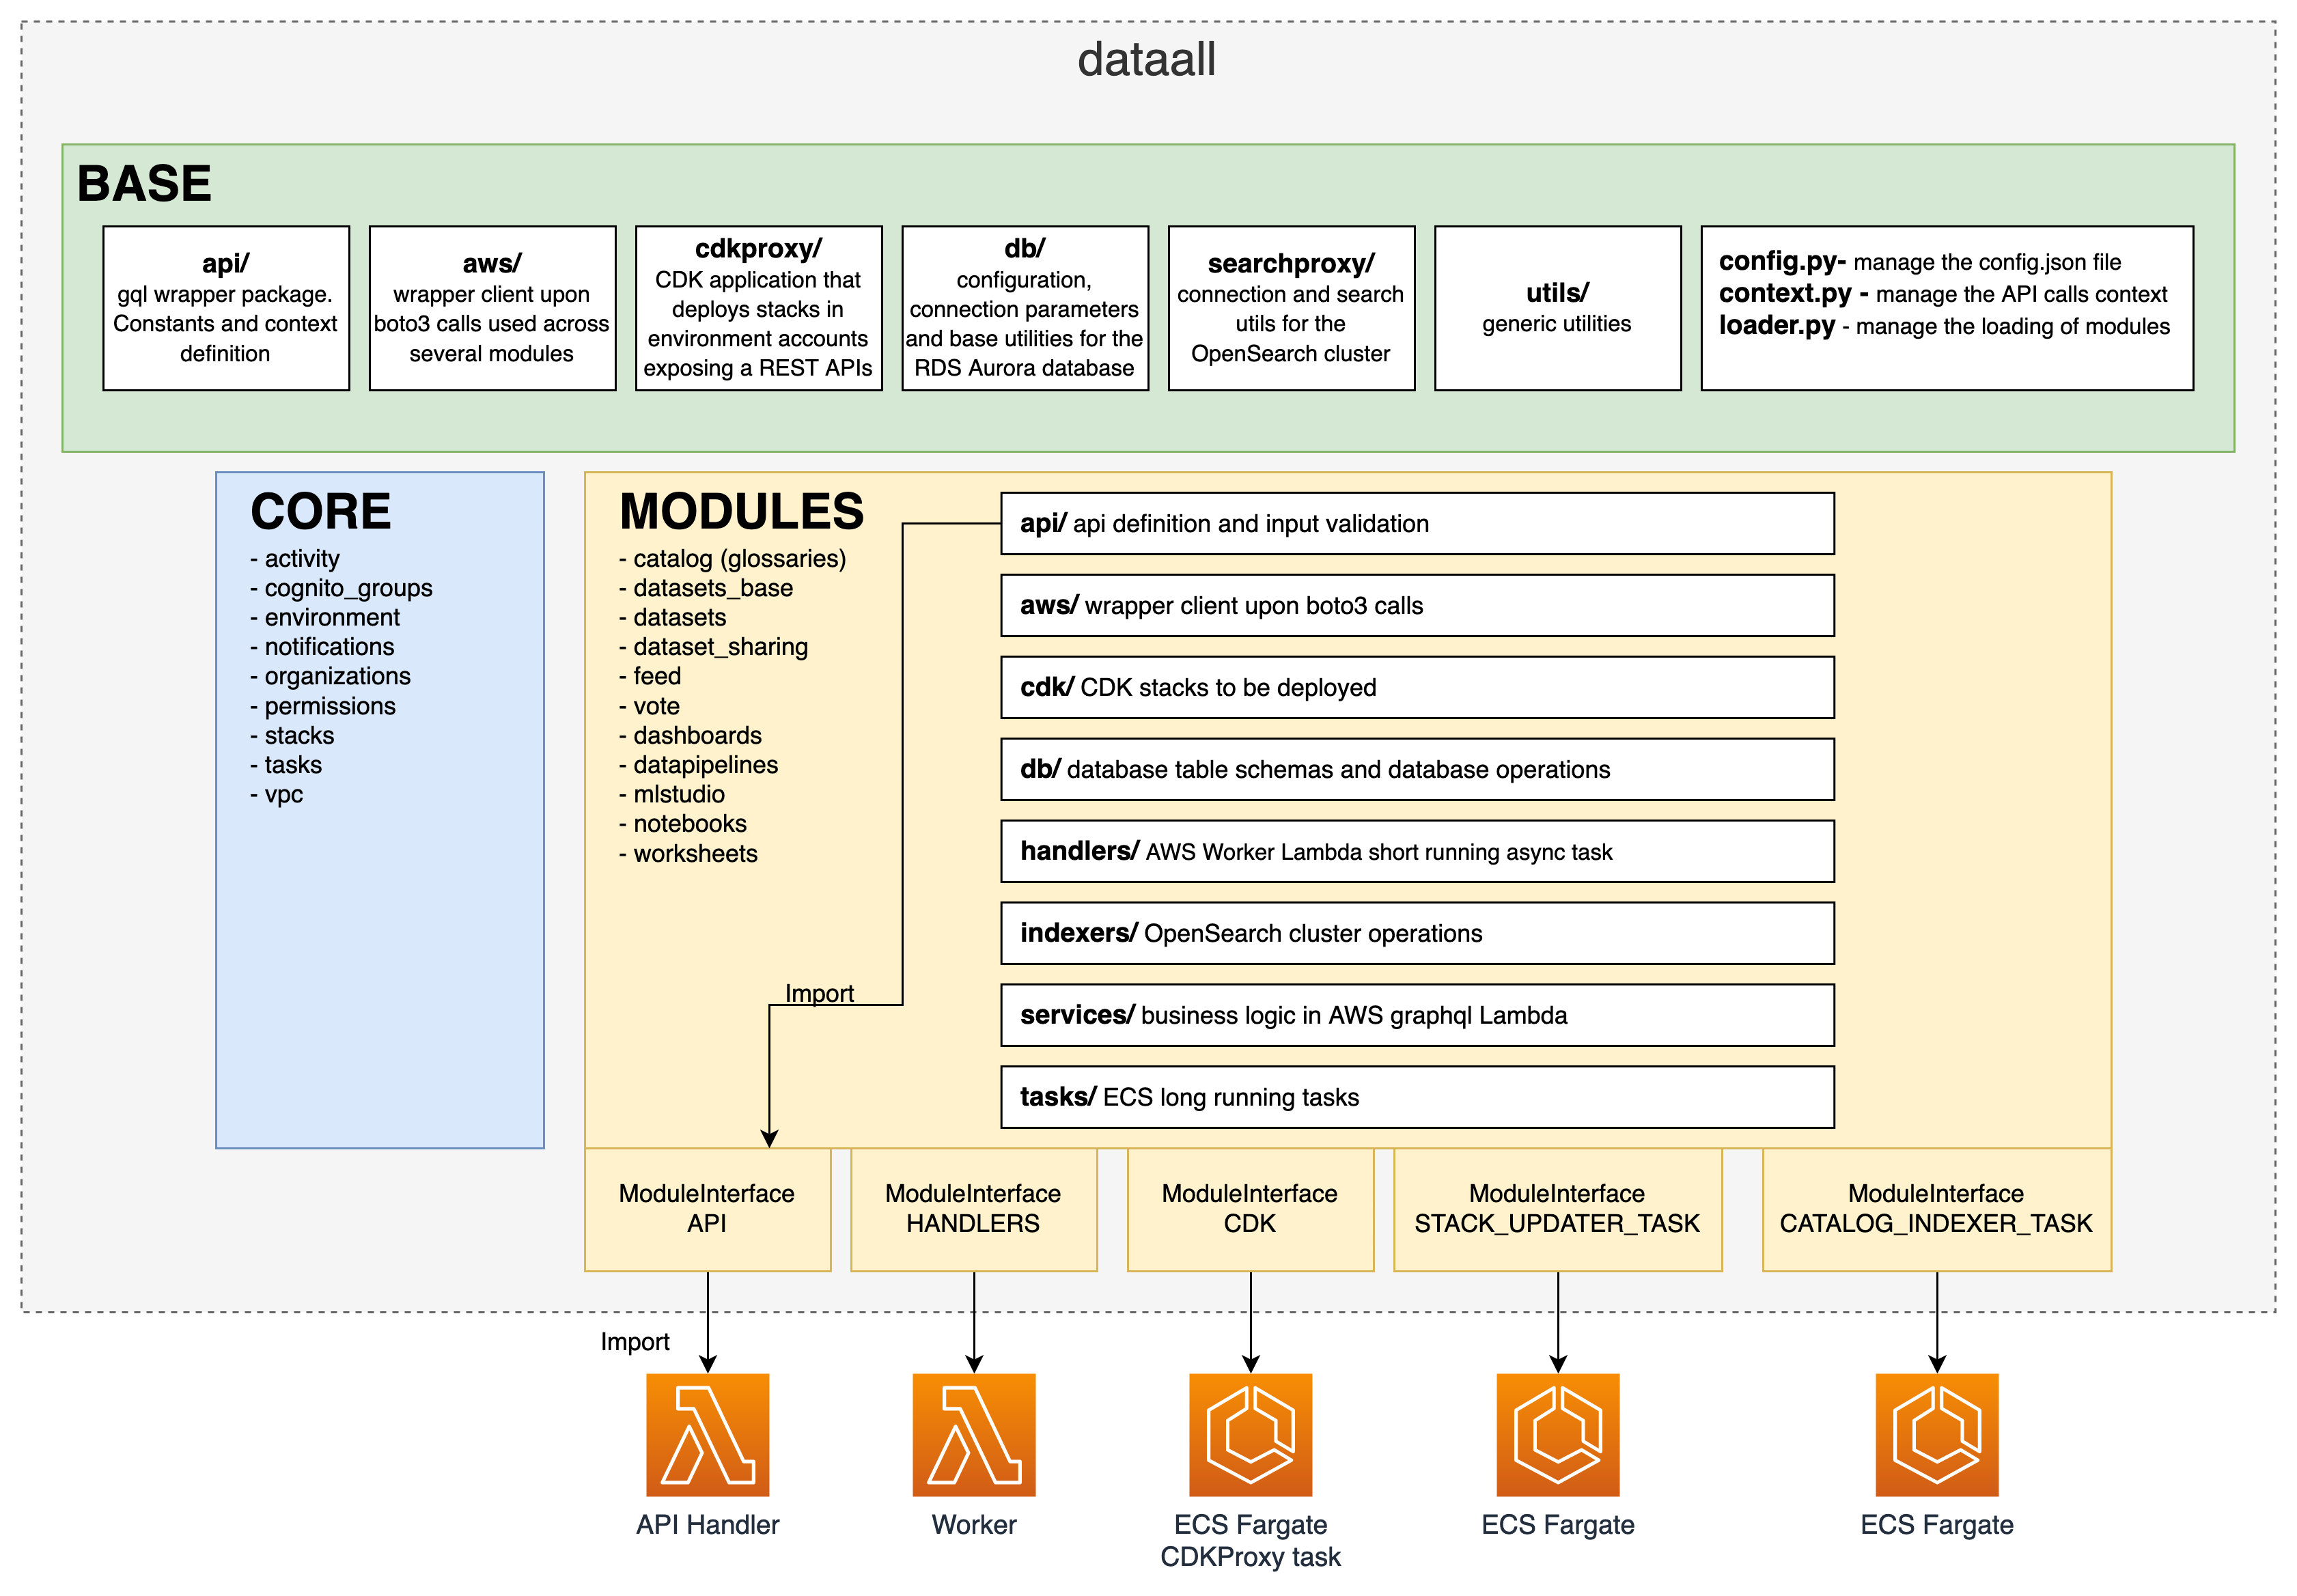 dataall
BASE
api/
gql wrapper package.
Constants and context
definition
aws/
wrapper client upon
boto3 calls used across
several modules
cdkproxy/
CDK application that
deploys stacks in
environment accounts
exposing a REST APIs
db/
configuration,
connection parameters
and base utilities for the
RDS Aurora database
searchproxy/
connection and search
utils for the
OpenSearch cluster
utils/
generic utilities
config.py- manage the config.json file
context.py - manage the API calls context
loader.py - manage the loading of modules
CORE
- activity
- cognito_groups
- environment
- notifications
- organizations
- permissions
- stacks
- tasks
- vpc
MODULES
- catalog (glossaries)
- datasets_base
- datasets
- dataset_sharing
- feed
- vote
- dashboards
- datapipelines
- mlstudio
- notebooks
- worksheets
api/ api definition and input validation
aws/ wrapper client upon boto3 calls
cdk/ CDK stacks to be deployed
db/ database table schemas and database operations
handlers/ AWS Worker Lambda short running async task
indexers/ OpenSearch cluster operations
services/ business logic in AWS graphql Lambda
tasks/ ECS long running tasks
Import
ModuleInterface
API
ModuleInterface
HANDLERS
ModuleInterface
CDK
ModuleInterface
STACK_UPDATER_TASK
ModuleInterface
CATALOG_INDEXER_TASK
Import
API Handler
Worker
ECS Fargate
CDKProxy task
ECS Fargate
ECS Fargate